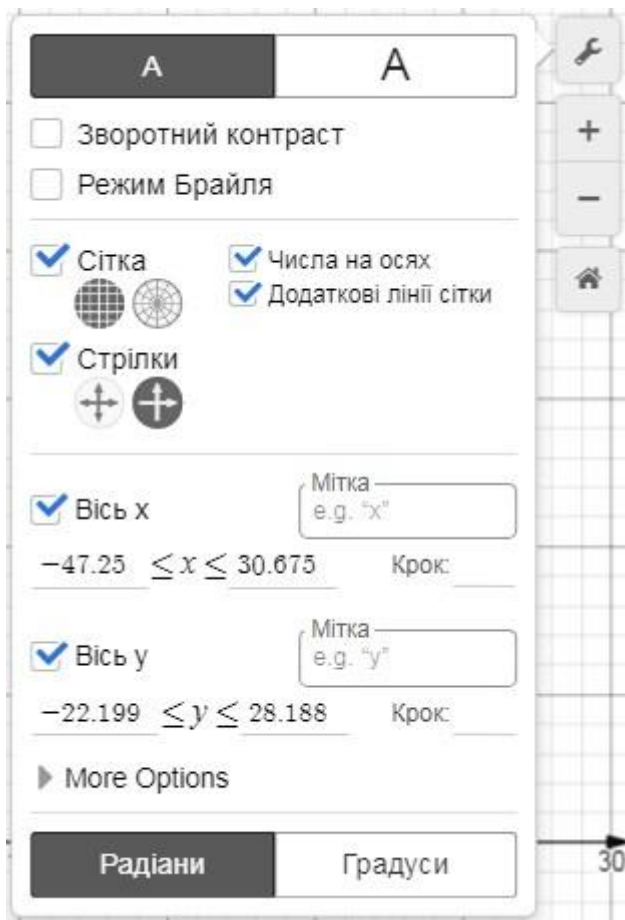 A A
Зворотний контраст
Режим Брайля
Сітка
Числа на осях
Додаткові лінії сітки
Стрілки
Вісь x
Мітка
e.g. “x”
−47.25 ≤ x ≤ 30.675 Крок:
Вісь y
Мітка
e.g. “y”
−22.199 ≤ y ≤ 28.188 Крок:
More Options
Радіани Градуси
+
−
30